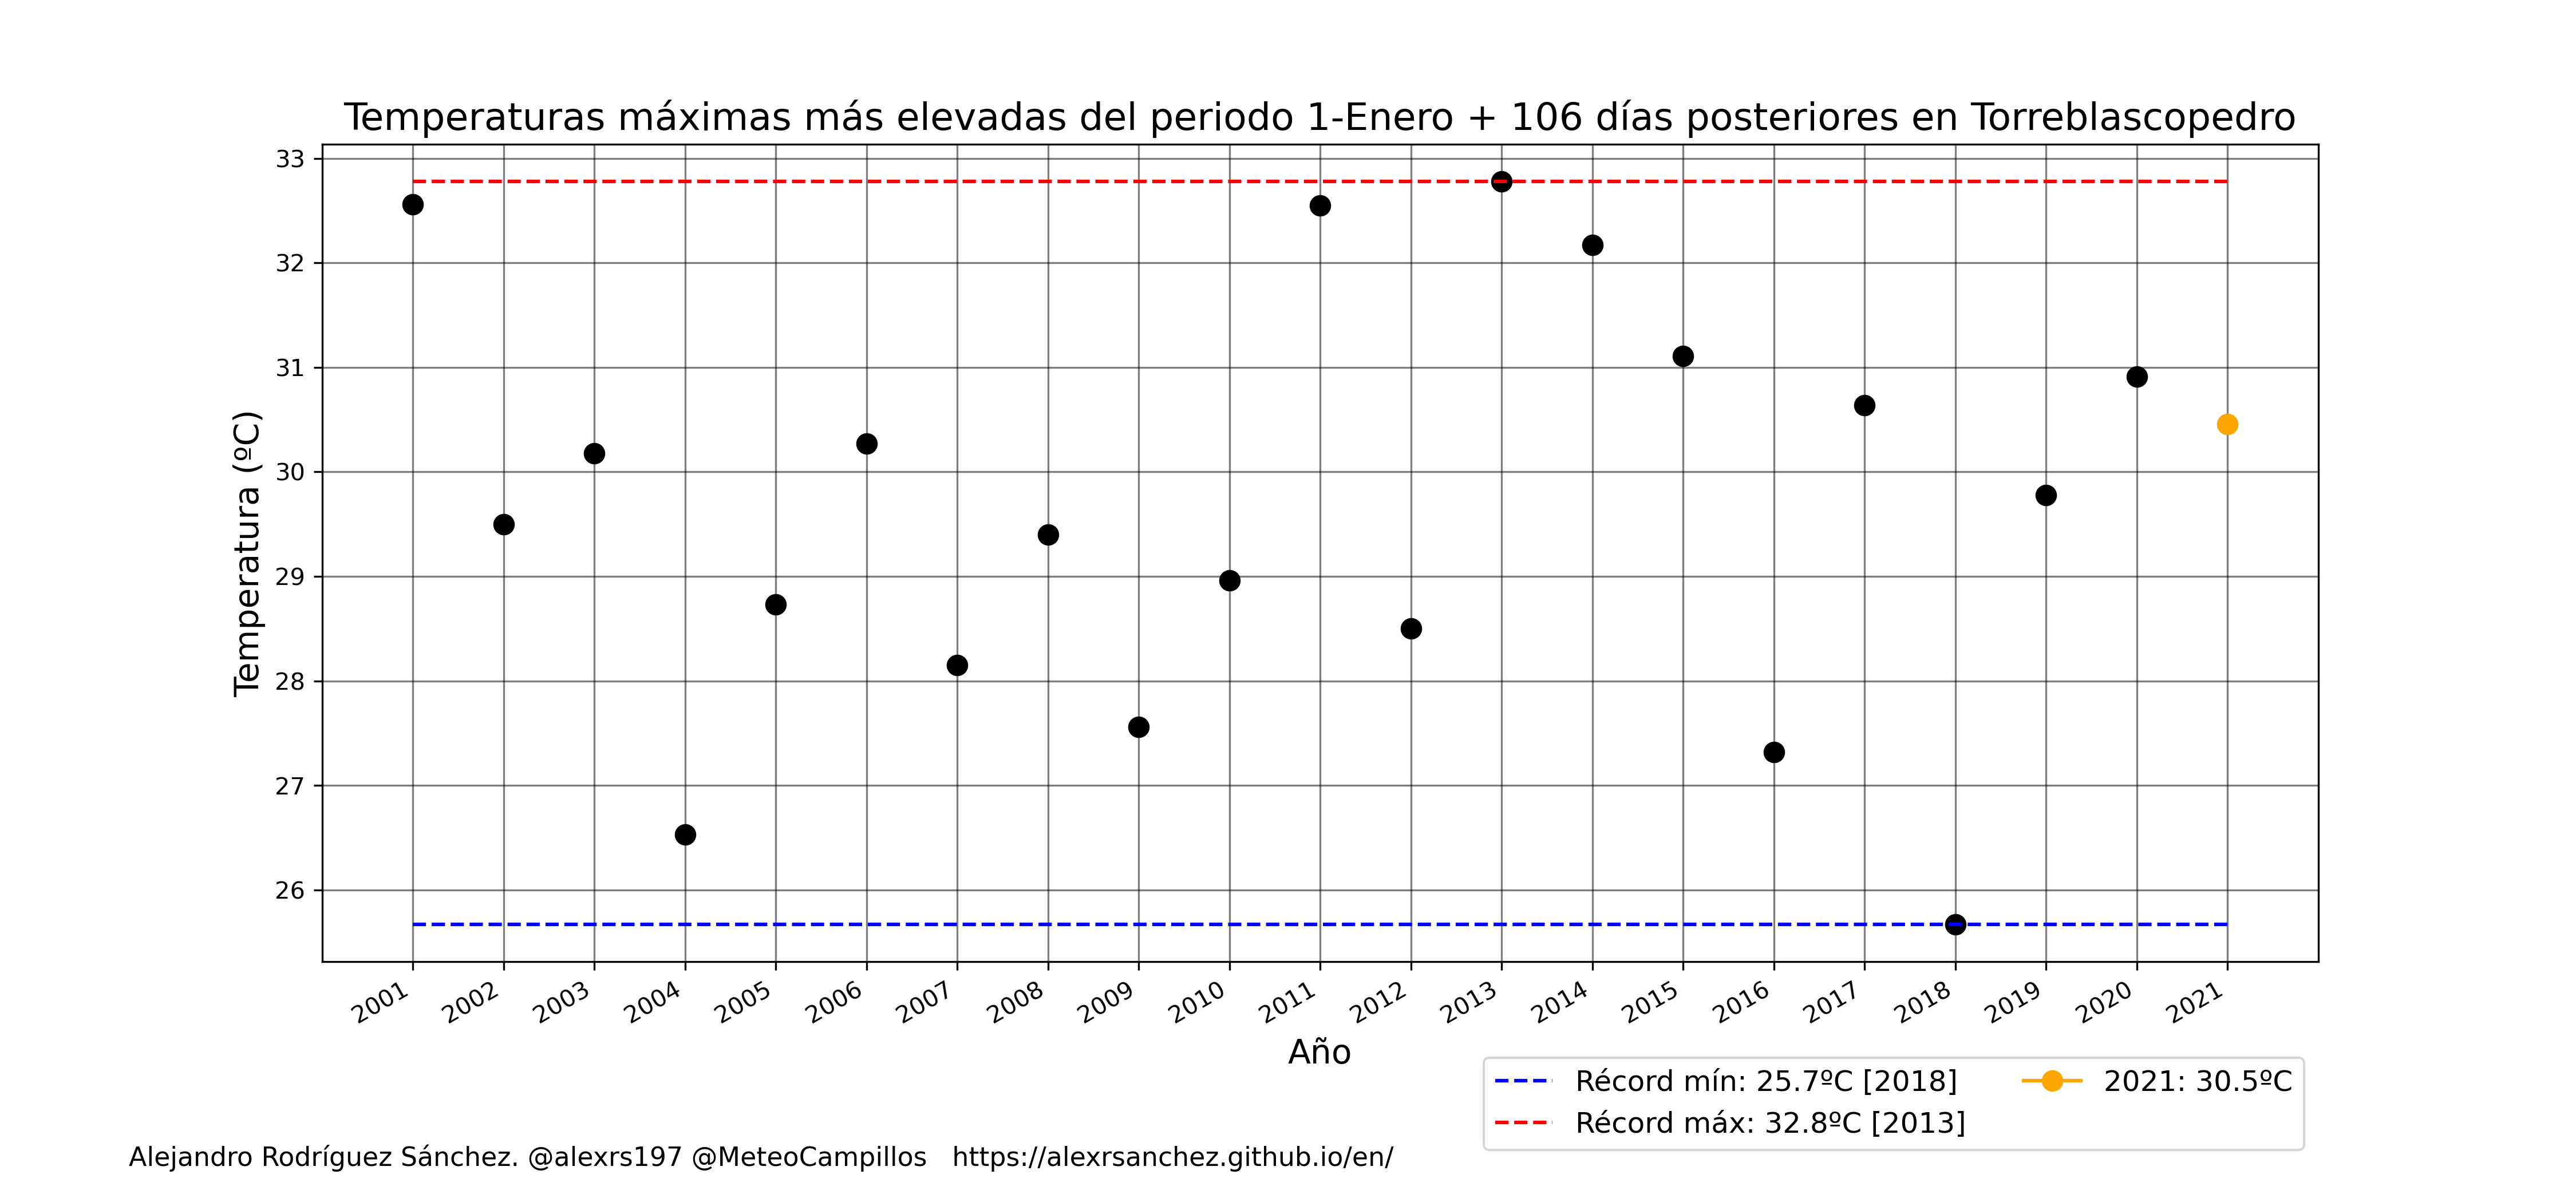 Temperaturas máximas más elevadas del periodo 1-Enero + 106 días posteriores en Torreblascopedro
33
32
31
30
29
28
27
26
Temperatura (ºC)
2001 2002 2003 2004 2005 2006 2007 2008 2009 2010 2011 2012 2013 2014 2015 2016 2017 2018 2019 2020 2021
Año
Récord mín: 25.7ºC [2018] 2021: 30.5ºC
Récord máx: 32.8ºC [2013]
Alejandro Rodríguez Sánchez. @alexrs197 @MeteoCampillos https://alexrsanchez.github.io/en/